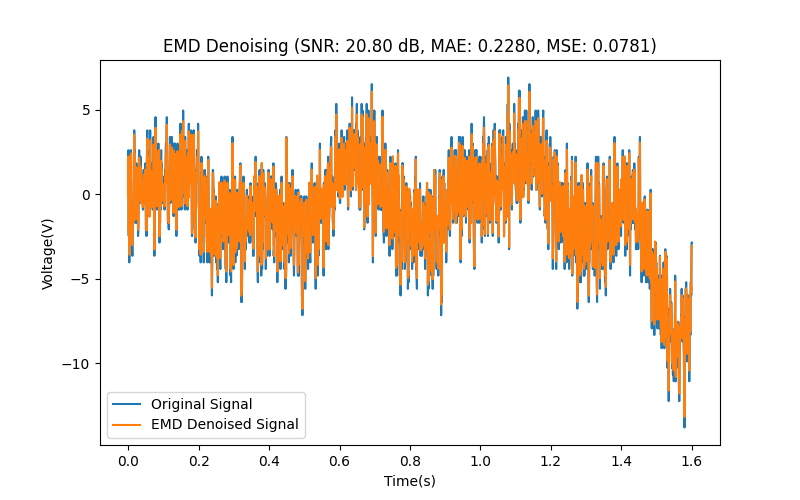 EMD Denoising (SNR: 20.80 dB, MAE: 0.2280, MSE: 0.0781)
5
0
−5
−10
Voltage(V)
Original Signal
EMD Denoised Signal
0.0 0.2 0.4 0.6 0.8 1.0 1.2 1.4 1.6
Time(s)